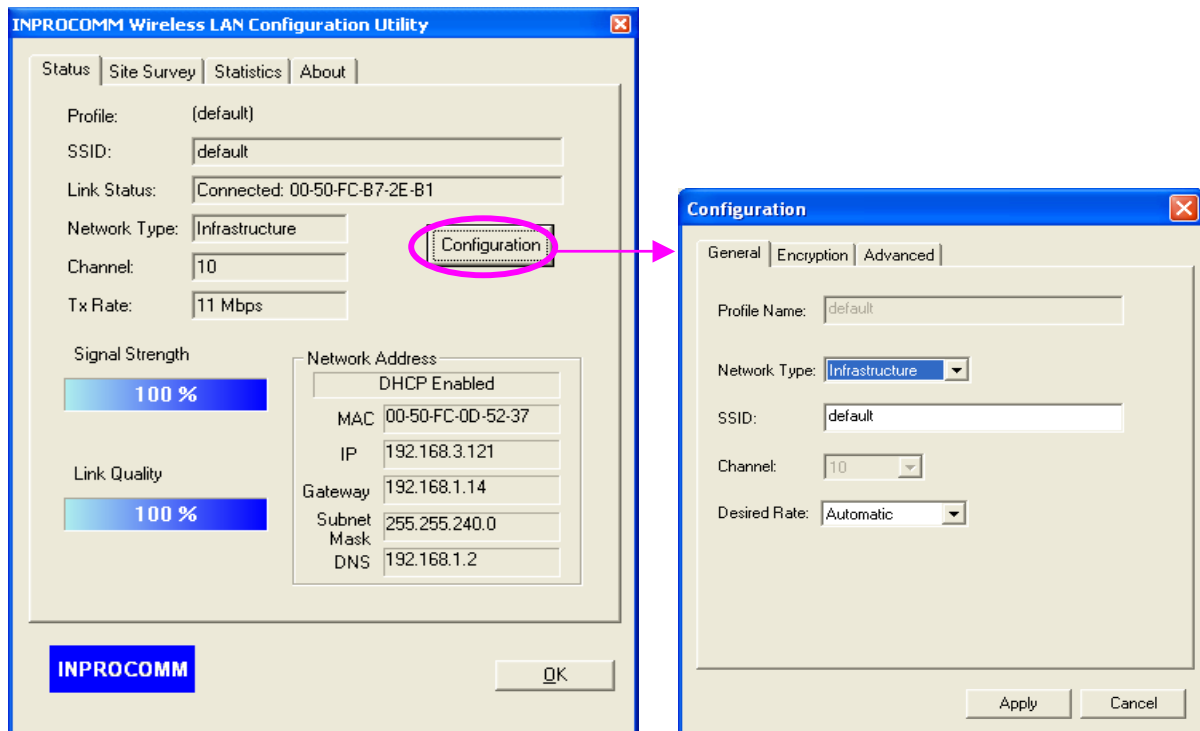 INPROCOMM Wireless LAN Configuration Utility
Status Site Survey Statistics About
Profile: (default)
SSID: default
Link Status: Connected: 00-50-FC-B7-2E-B1
Network Type: Infrastructure
Configuration
Channel: 10
Tx Rate: 11 Mbps
Signal Strength
100 %
Link Quality
100 %
Network Address
DHCP Enabled
MAC 00-50-FC-0D-52-37
IP 192.168.3.121
Gateway 192.168.1.14
Subnet Mask 255.255.240.0
DNS 192.168.1.2
INPROCOMM
OK
Configuration
General Encryption Advanced
Profile Name: default
Network Type: Infrastructure
SSID: default
Channel: 10
Desired Rate: Automatic
Apply Cancel